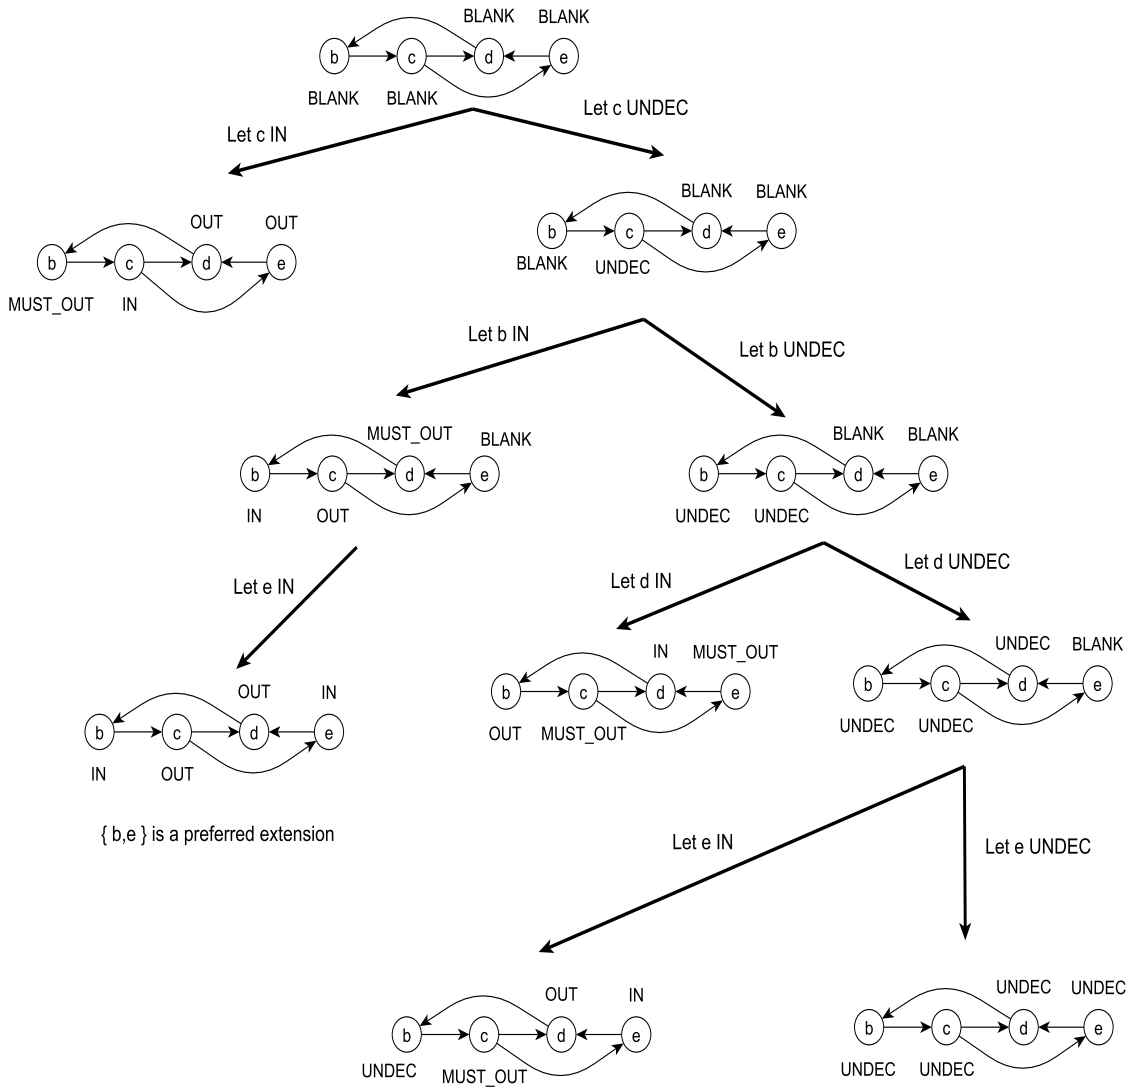 BLANK BLANK
b c d e
BLANK BLANK
Let c IN
Let c UNDEC
OUT OUT
b c d e
MUST_OUT IN
BLANK BLANK
b c d e
BLANK UNDEC
Let b IN
Let b UNDEC
MUST_OUT BLANK
b c d e
IN OUT
BLANK BLANK
b c d e
UNDEC UNDEC
Let e IN
Let d IN
Let d UNDEC
OUT IN
b c d e
IN OUT
{ b,e } is a preferred extension
IN MUST_OUT
b c d e
OUT MUST_OUT
UNDEC BLANK
b c d e
UNDEC UNDEC
Let e IN
Let e UNDEC
OUT IN
b c d e
UNDEC MUST_OUT
UNDEC UNDEC
b c d e
UNDEC UNDEC